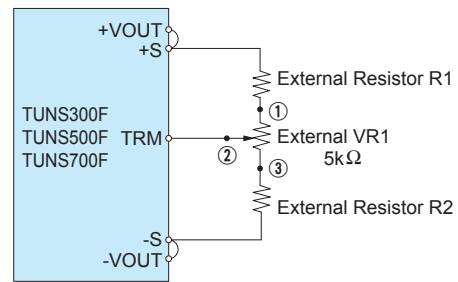 +VOUT
+S
External Resistor R1
①
TUNS300F
TUNS500F
TUNS700F
TRM
②
External VR1
5kΩ
③
External Resistor R2
-S
-VOUT